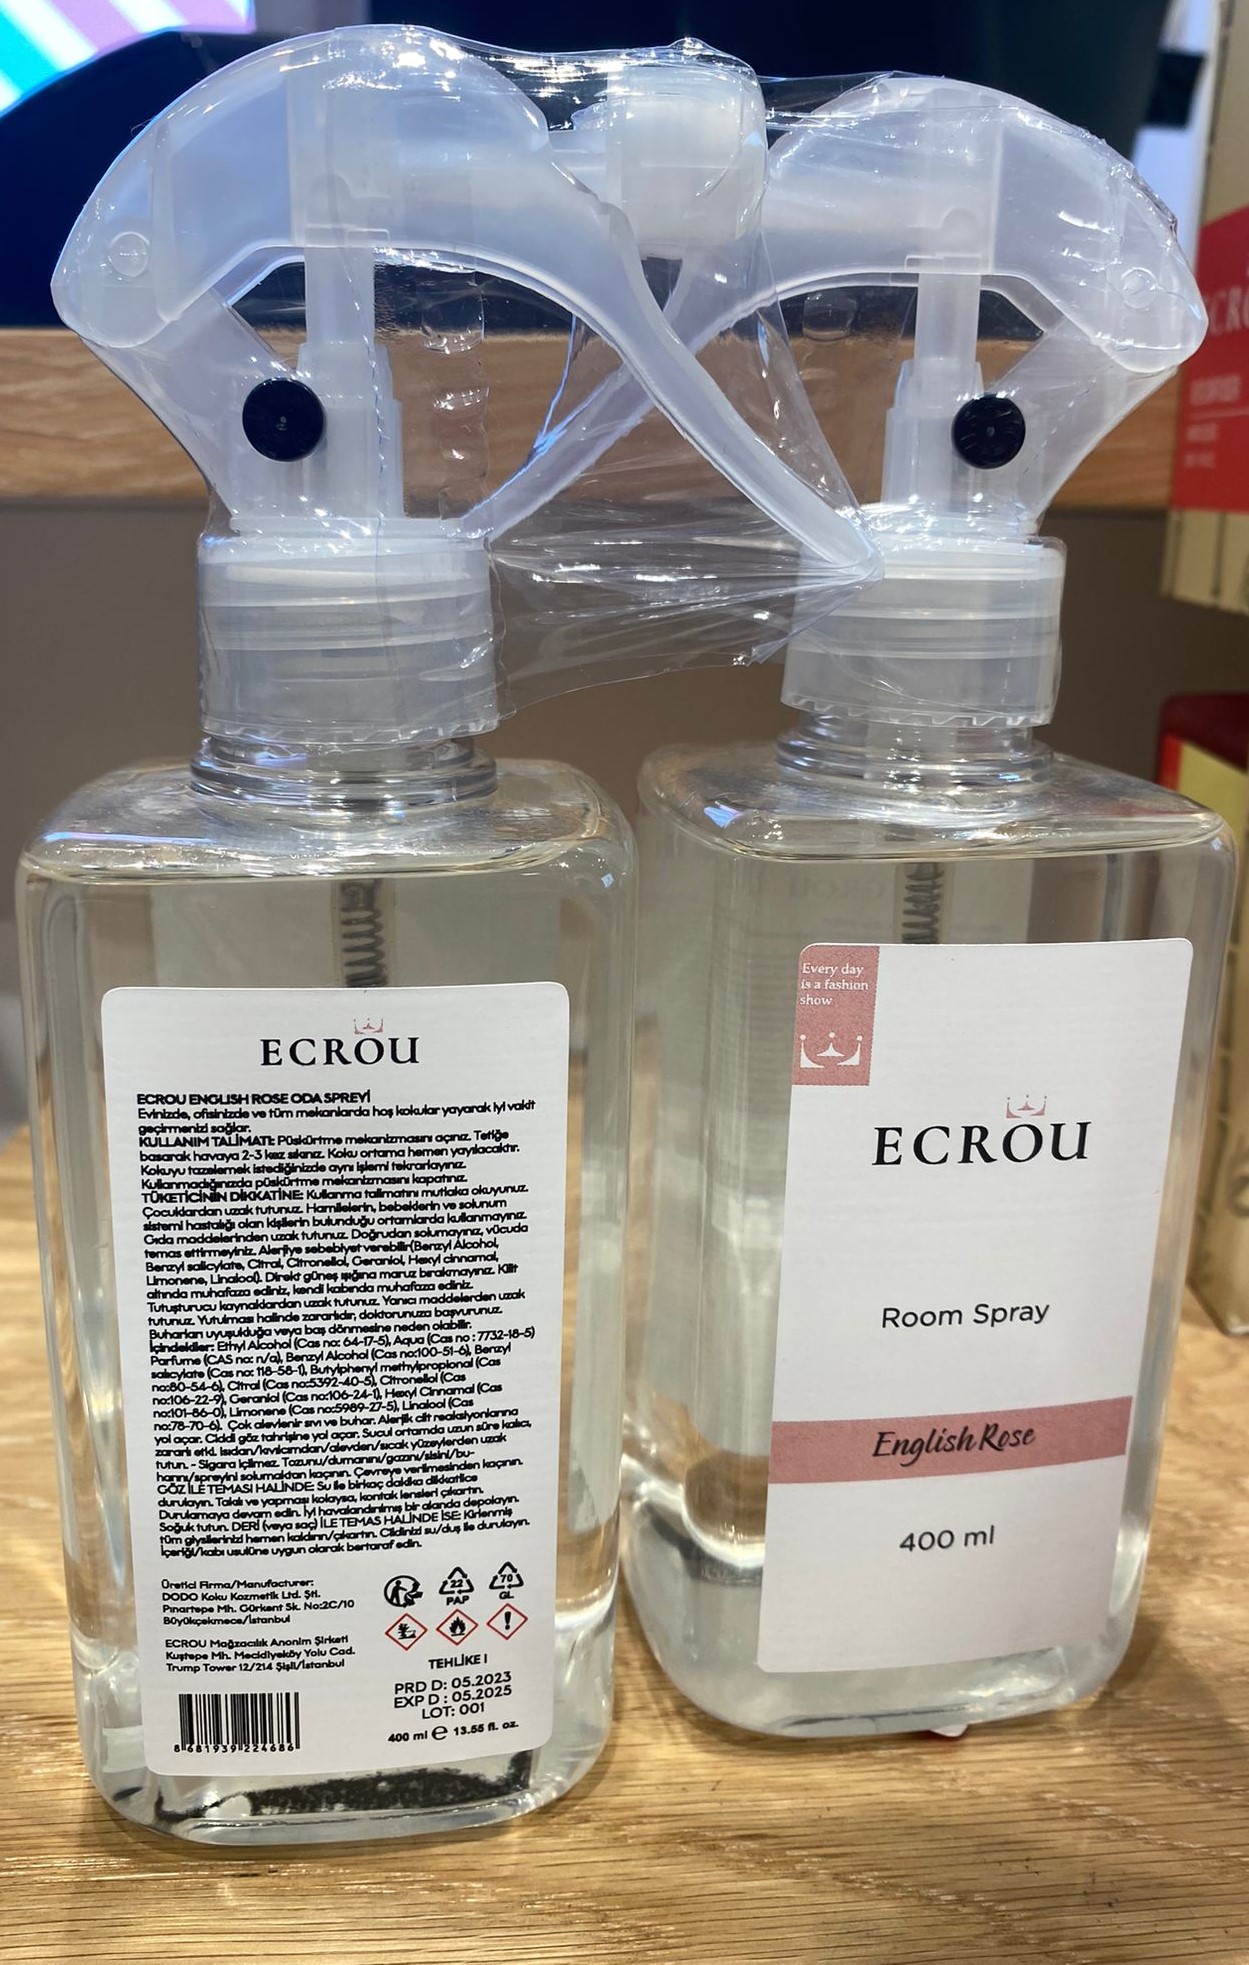 ECROU
ECROU ENGLISH ROSE ODA SPREYİ
Evinizde, ofisinizde ve tüm mekanlarda hoş kokular yayarak iyi vakit
geçirmenizi sağlar.
KULLANIM TALİMATI: Püskürtme mekanizmasını açınız. Tetiğe
basarak havaya 2-3 kez sıkınız. Koku ortama hemen yayılacaktır.
Kokuyu tazelemek istediğinizde aynı işlemi tekrarlayınız.
Kullanmadığınızda püskürtme mekanizmasını kapatınız.
TÜKETİCİNİN DİKKATİNE: Kullanma talimatını mutlaka okuyunuz.
Çocuklardan uzak tutunuz. Hamilelerin, bebeklerin ve solunum
sistemi hastalığı olan kişilerin bulunduğu ortamlarda kullanmayınız.
Gıda maddelerinden uzak tutunuz. Doğrudan solumayınız, vücuda
temas ettirmeyiniz. Alerjiye sebebiyet verebilir(Benzyl Alcohol,
Benzyl salicylate, Citral, Citronellol, Geraniol, Hexyl cinnamal,
Limonene, Linalool). Direkt güneş ışığına maruz bırakmayınız. Kilit
altında muhafaza ediniz, kendi kabında muhafaza ediniz.
Tutuşturucu kaynaklardan uzak tutunuz. Yanıcı maddelerden uzak
tutunuz. Yutulması halinde zararlıdır, doktorunuza başvurunuz.
Buharları uyuşukluğa veya baş dönmesine neden olabilir.
İçindekiler: Ethyl Alcohol (Cas no: 64-17-5), Aqua (Cas no : 7732-18-5)
Parfume (CAS no: n/a), Benzyl Alcohol (Cas no:100-51-6), Benzyl
salicylate (Cas no: 118-58-1), Butylphenyl methylpropional (Cas
no:80-54-6), Citral (Cas no:5392-40-5), Citronellol (Cas
no:106-22-9), Geraniol (Cas no:106-24-1), Hexyl Cinnamal (Cas
no:101-86-0), Limonene (Cas no:5989-27-5), Linalool (Cas
no:78-70-6). Çok alevlenir sıvı ve buhar. Alerjik cilt reaksiyonlarına
yol açar. Ciddi göz tahrişine yol açar. Sucul ortamda uzun süre kalıcı,
zararlı etki. Isıdan/kıvılcımdan/alevden/sıcak yüzeylerden uzak
tutun. - Sigara içilmez. Tozunu/dumanını/gazını/sisini/bu-
harını/spreyini solumaktan kaçının. Çevreye verilmesinden kaçının.
GÖZ İLE TEMASI HALİNDE: Su ile birkaç dakika dikkatlice
durulayın. Takılı ve yapması kolaysa, kontak lensleri çıkartın.
Durulamaya devam edin. İyi havalandırılmış bir alanda depolayın.
Soğuk tutun. DERİ (veya saç) İLE TEMAS HALİNDE İSE: Kirlenmiş
tüm giysilerinizi hemen kaldırın/çıkartın. Cildinizi su/duş ile durulayın.
İçeriği/kabı usulüne uygun olarak bertaraf edin.
Üretici Firma/Manufacturer:
DODO Koku Kozmetik Ltd. Şti.
Pınartepe Mh. Gürkent Sk. No:2C/10
Büyükçekmece/İstanbul
ECROU Mağzacılık Anonim Şirketi
Kuştepe Mh. Mecidiyeköy Yolu Cad.
Trump Tower 12/214 Şişli/İstanbul
22
PAP
70
GL
TEHLİKE I
PRD D: 05.2023
EXP D : 05.2025
LOT: 001
400 ml e 13.55 fl. oz.
8 681939 224686
Every day
is a fashion
show
ECROU
Room Spray
English Rose
400 ml